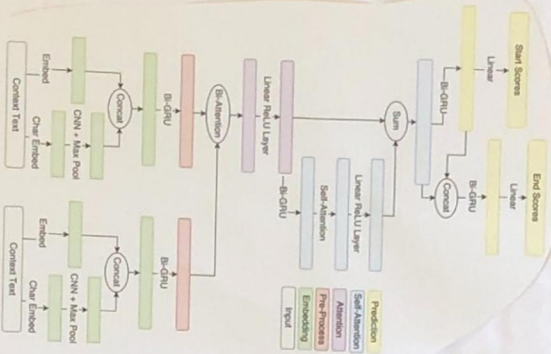 Start Scores
End Scores
Linear
Linear
Bi-GRU
Concat
Bi-GRU
Sum
Linear ReLU Layer
Self-Attention
Bi-GRU
Linear ReLU Layer
Bi-Attention
Bi-GRU
Bi-GRU
Concat
Concat
CNN + Max Pool
CNN + Max Pool
Embed
Char Embed
Embed
Char Embed
Context Text
Context Text
Prediction
Self-Attention
Attention
Pre-Process
Embedding
Input